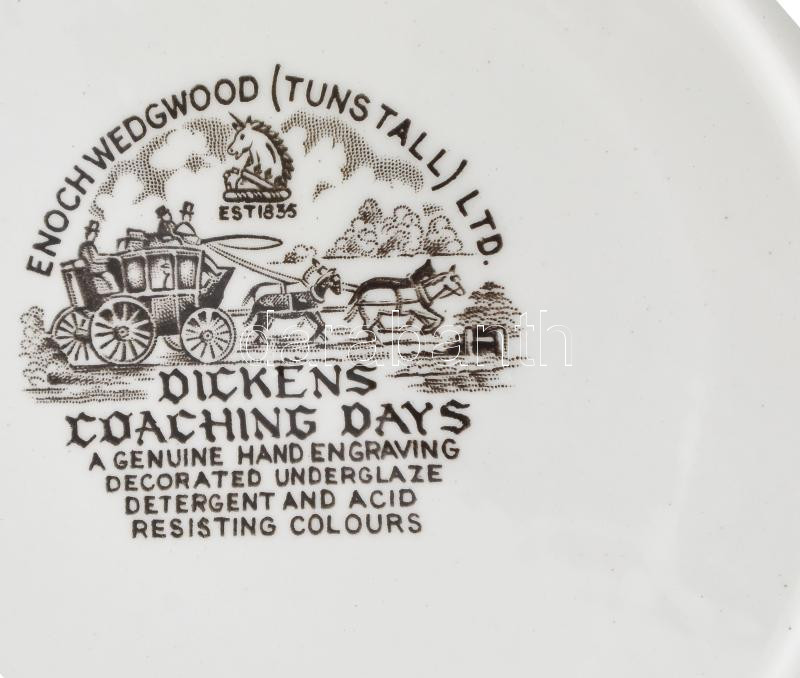 ENOCH WEDGWOOD (TUNSTALL) LTD.
EST 1835
DICKENS
COACHING DAYS
A GENUINE HAND ENGRAVING
DECORATED UNDERGLAZE
DETERGENT AND ACID
RESISTING COLOURS
darabanth